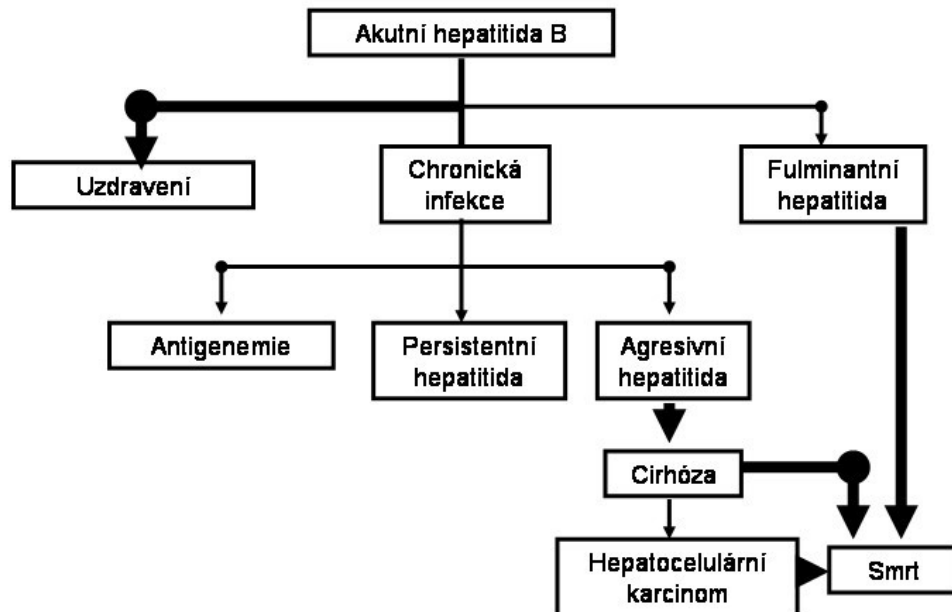 Akutní hepatitida B
Uzdravení
Chronická
infekce
Fulminantní
hepatitida
Antigenemie
Persistentní
hepatitida
Agresivní
hepatitida
Cirhóza
Hepatocelulární
karcinom
Smrt